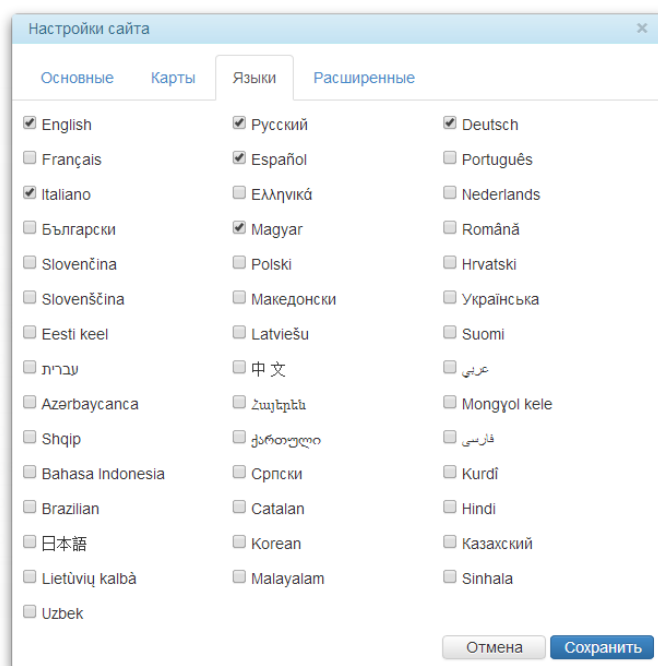 Настройки сайта ×
Основные Карты Языки Расширенные
English Русский Deutsch
Français Español Português
Italiano Ελληνικά Nederlands
Български Magyar Română
Slovenčina Polski Hrvatski
Slovenščina Македонски Українська
Eesti keel Latviešu Suomi
עברית 中 文 عربي
Azərbaycanca Հայերեն Mongγol kele
Shqip ქართული فارسی
Bahasa Indonesia Српски Kurdî
Brazilian Catalan Hindi
日本語 Korean Казахский
Lietùvių kalbà Malayalam Sinhala
Uzbek
Отмена Сохранить